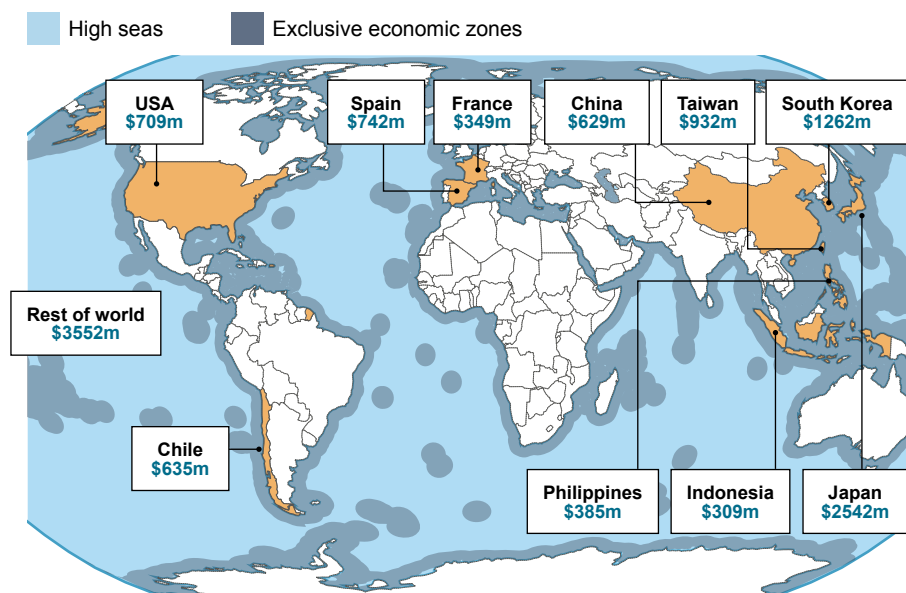 High seas
Exclusive economic zones
USA
$709m
Spain
$742m
France
$349m
China
$629m
Taiwan
$932m
South Korea
$1262m
Rest of world
$3552m
Chile
$635m
Philippines
$385m
Indonesia
$309m
Japan
$2542m